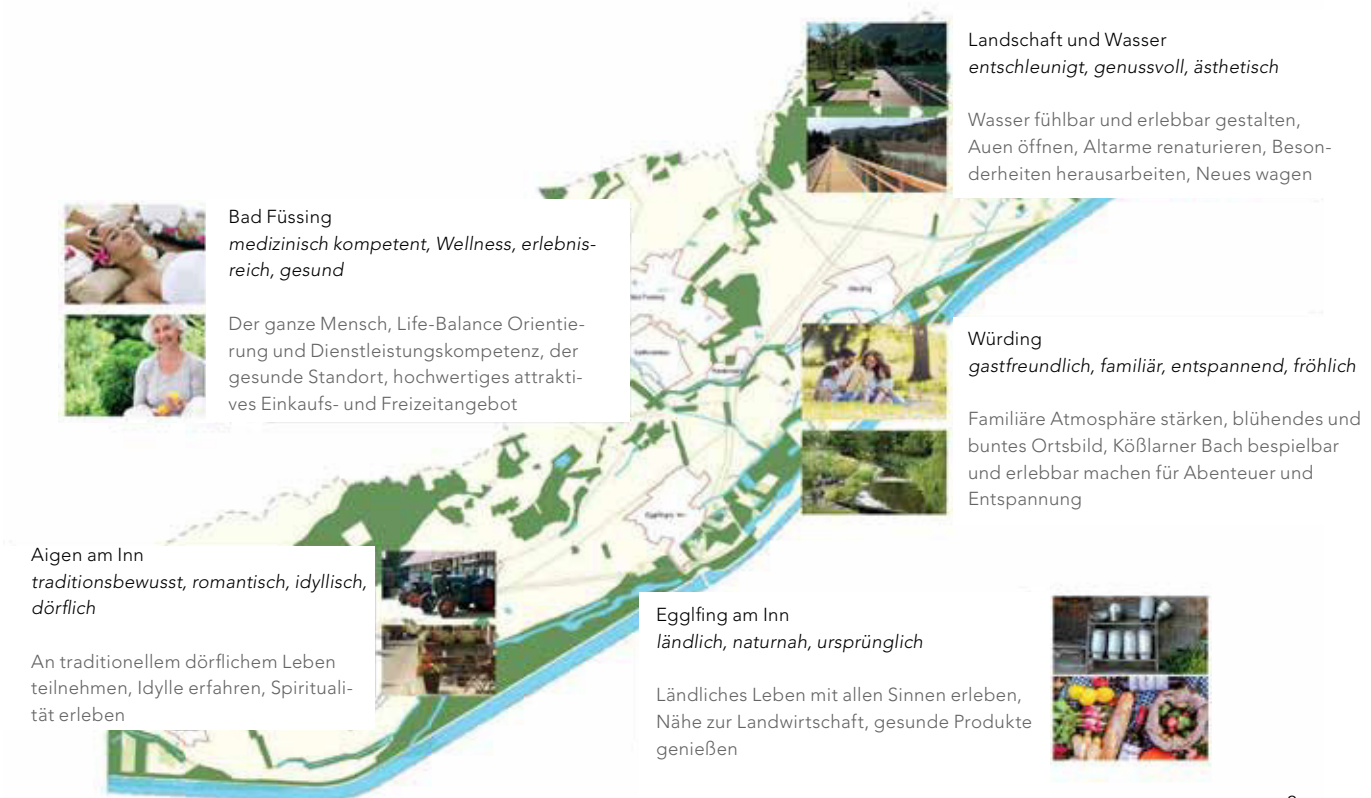 Landschaft und Wasser
entschleunigt, genussvoll, ästhetisch
Wasser fühlbar und erlebbar gestalten,
Auen öffnen, Altarme renaturieren, Beson-
derheiten herausarbeiten, Neues wagen
Bad Füssing
medizinisch kompetent, Wellness, erlebnis-
reich, gesund
Der ganze Mensch, Life-Balance Orientie-
rung und Dienstleistungskompetenz, der
gesunde Standort, hochwertiges attrakti-
ves Einkaufs- und Freizeitangebot
Würding
gastfreundlich, familiär, entspannend, fröhlich
Familiäre Atmosphäre stärken, blühendes und
buntes Ortsbild, Kößlarner Bach bespielbar
und erlebbar machen für Abenteuer und
Entspannung
Aigen am Inn
traditionsbewusst, romantisch, idyllisch,
dörflich
An traditionellem dörflichem Leben
teilnehmen, Idylle erfahren, Spirituali-
tät erleben
Egglfing am Inn
ländlich, naturnah, ursprünglich
Ländliches Leben mit allen Sinnen erleben,
Nähe zur Landwirtschaft, gesunde Produkte
genießen